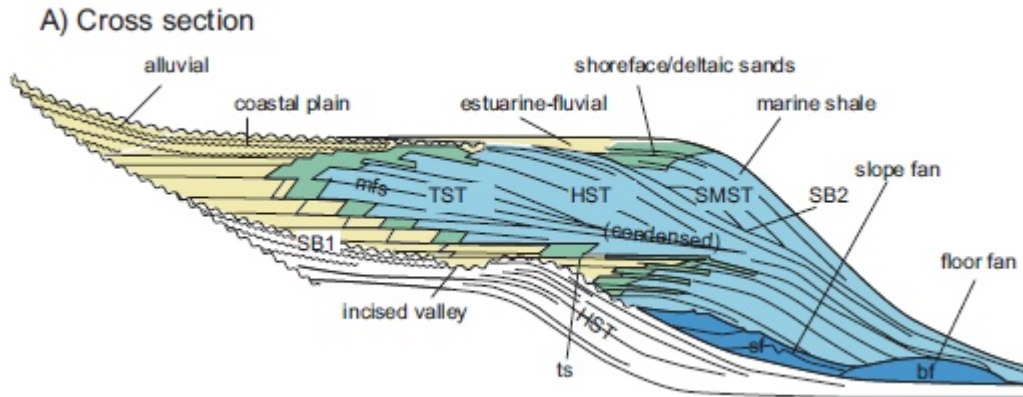 A) Cross section
alluvial
shoreface/deltaic sands
coastal plain
estuarine-fluvial
marine shale
slope fan
mfs
TST
HST
SMST
SB2
SB1
(condensed)
floor fan
incised valley
HST
sf
ts
bf